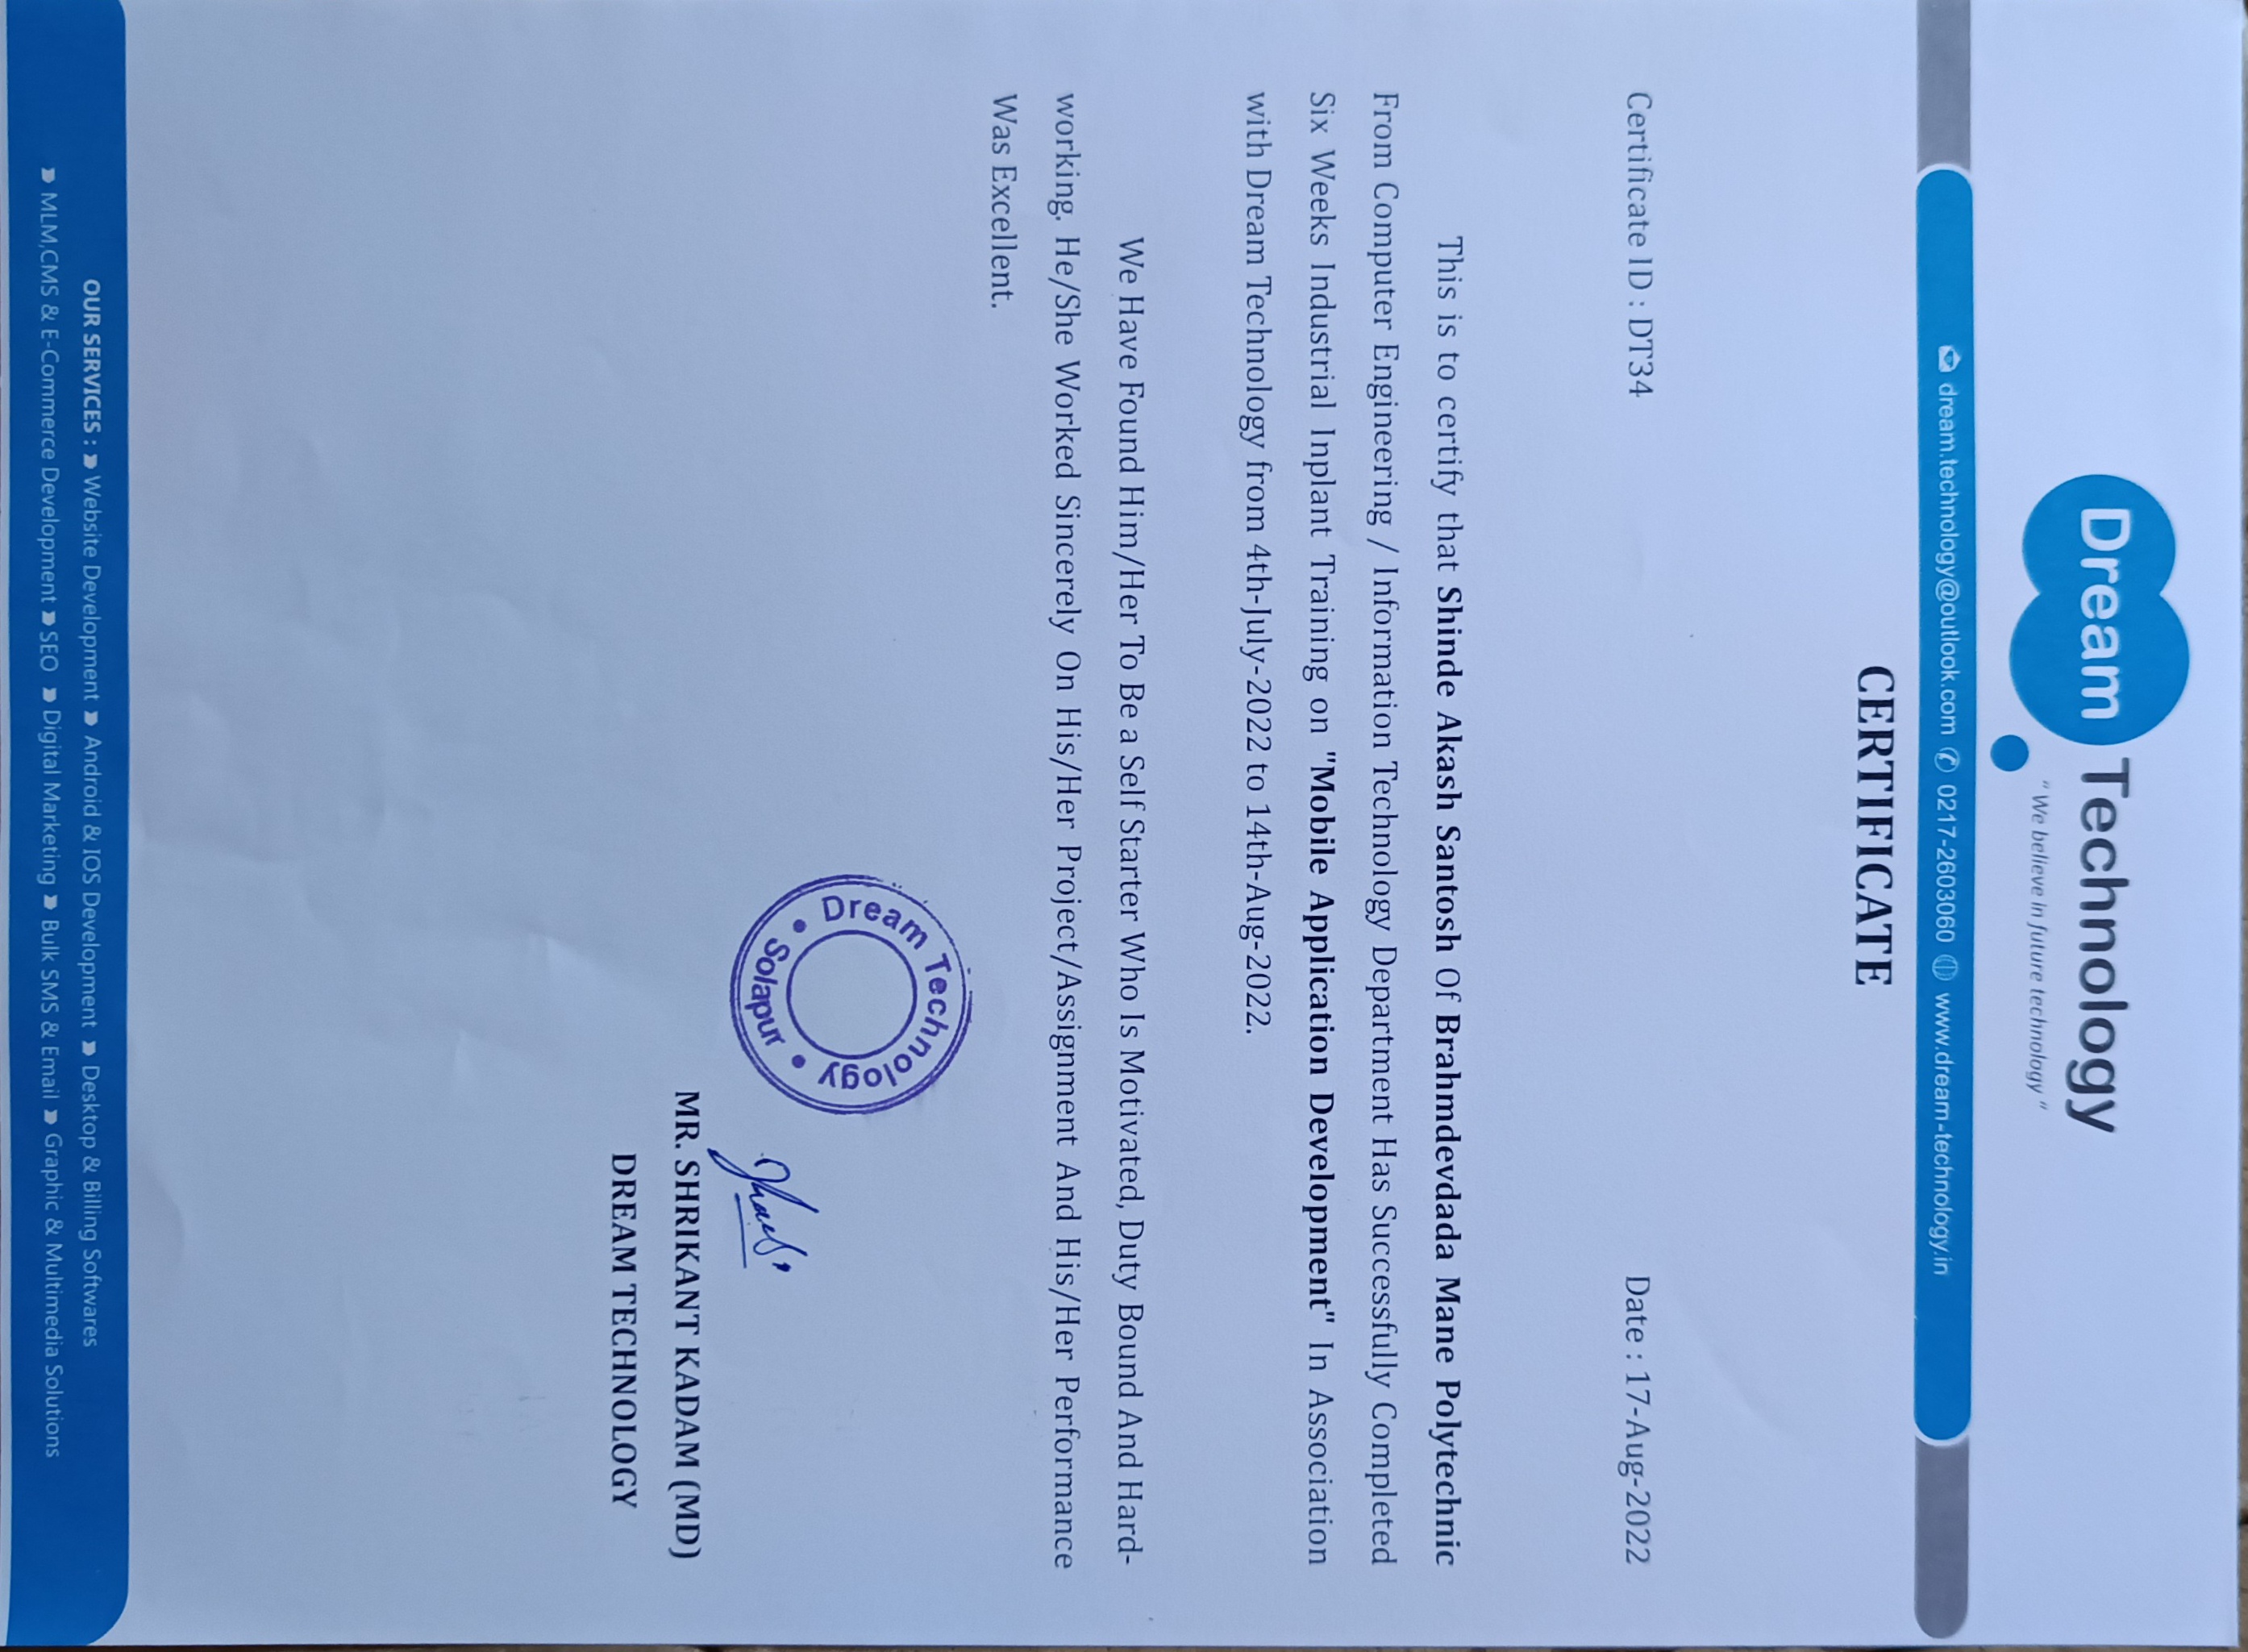 Dream Technology
" We believe in future technology "
dream.technology@outlook.com 0217-2603060 www.dream-technology.in
CERTIFICATE
Certificate ID : DT34 Date : 17-Aug-2022
This is to certify that Shinde Akash Santosh Of Brahmdevdada Mane Polytechnic
From Computer Engineering / Information Technology Department Has Successfully Completed
Six Weeks Industrial Inplant Training on "Mobile Application Development" In Association
with Dream Technology from 4th-July-2022 to 14th-Aug-2022.
We Have Found Him/Her To Be a Self Starter Who Is Motivated, Duty Bound And Hard-
working. He/She Worked Sincerely On His/Her Project/Assignment And His/Her Performance
Was Excellent.
Dream Technology
Solapur
MR. SHRIKANT KADAM (MD)
DREAM TECHNOLOGY
OUR SERVICES : Website Development Android & IOS Development Desktop & Billing Softwares
MLM,CMS & E-Commerce Development SEO Digital Marketing Bulk SMS & Email Graphic & Multimedia Solutions